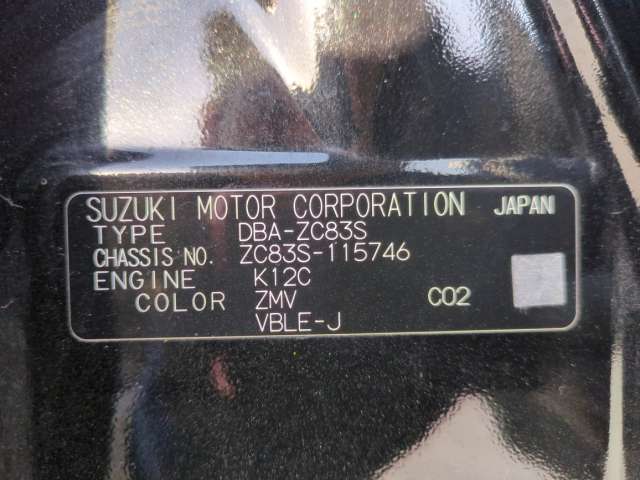 SUZUKI MOTOR CORPORATION JAPAN
TYPE DBA-ZC83S
CHASSIS NO. ZC83S-115746
ENGINE K12C
COLOR ZMV C02
VBLE-J